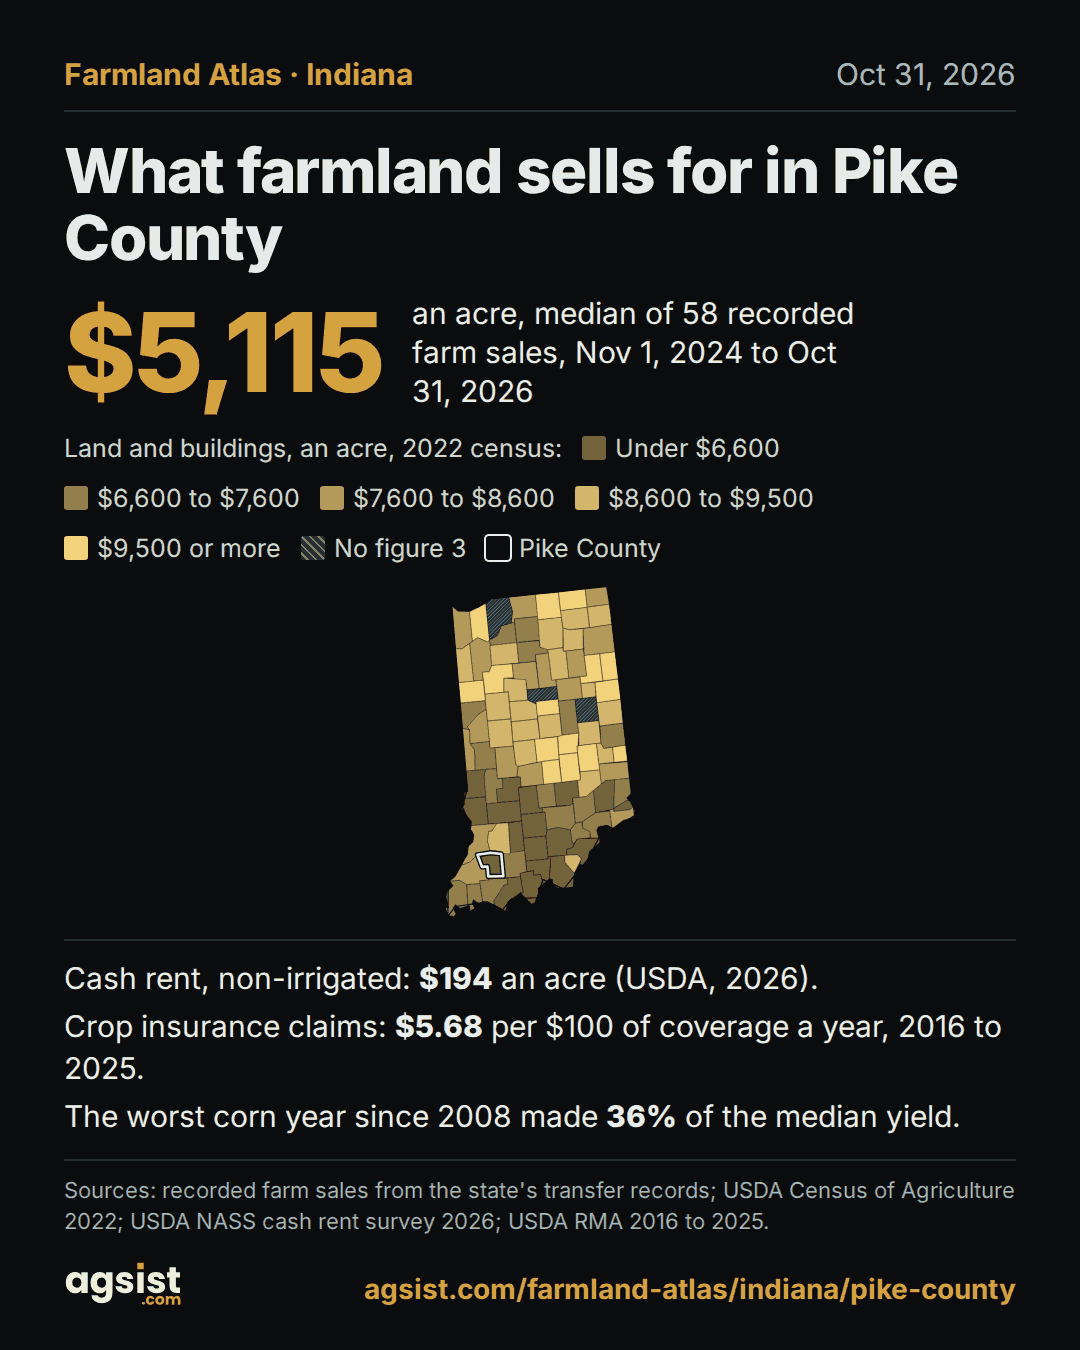 Farmland Atlas · Indiana
Oct 31, 2026
What farmland sells for in Pike
County
$5,115
an acre, median of 58 recorded
farm sales, Nov 1, 2024 to Oct
31, 2026
Land and buildings, an acre, 2022 census: Under $6,600
$6,600 to $7,600 $7,600 to $8,600 $8,600 to $9,500
$9,500 or more No figure 3 Pike County
Cash rent, non-irrigated: $194 an acre (USDA, 2026).
Crop insurance claims: $5.68 per $100 of coverage a year, 2016 to
2025.
The worst corn year since 2008 made 36% of the median yield.
Sources: recorded farm sales from the state's transfer records; USDA Census of Agriculture
2022; USDA NASS cash rent survey 2026; USDA RMA 2016 to 2025.
agsist
.com
agsist.com/farmland-atlas/indiana/pike-county